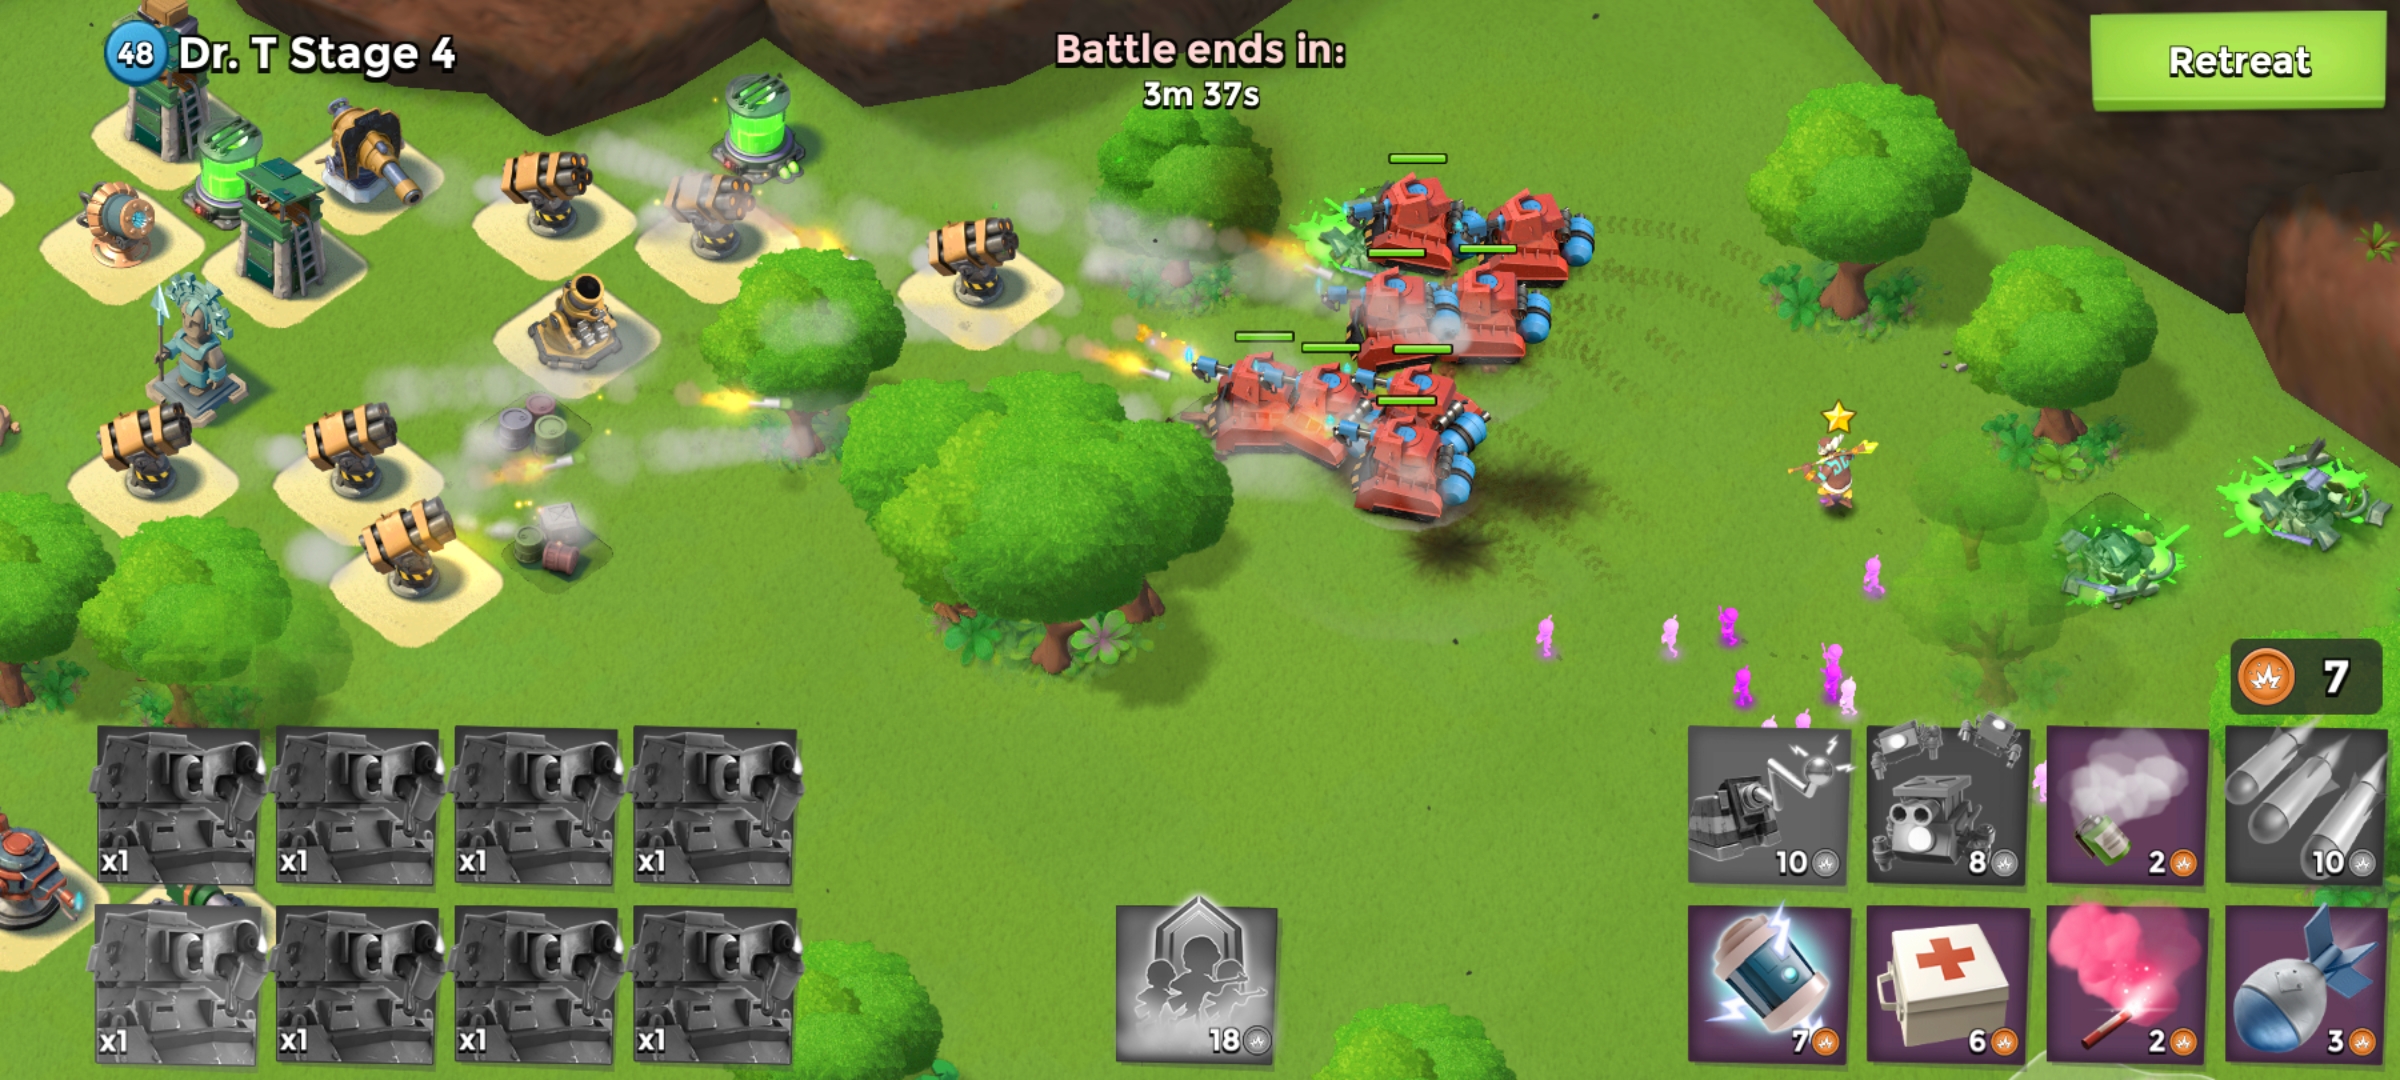 48 Dr. T Stage 4
Battle ends in:
3m 37s
Retreat
7
x1 x1 x1 x1
10 8 2 10
x1 x1 x1 x1
18
7 6 2 3